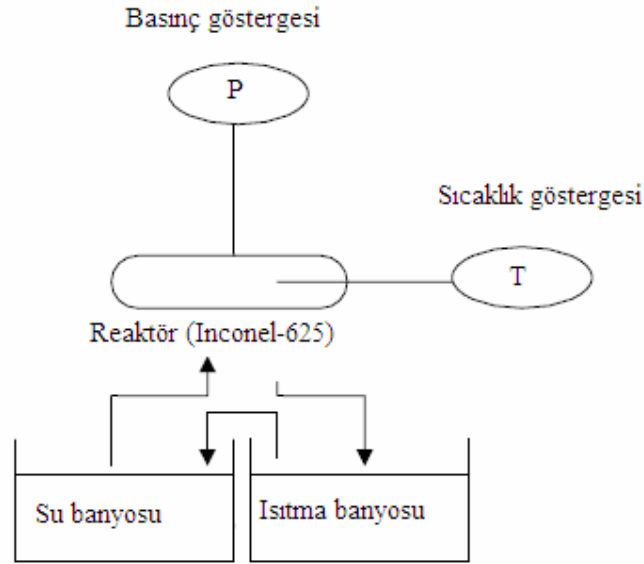 Basınç göstergesi
P
Sıcaklık göstergesi
T
Reaktör (Inconel-625)
Su banyosu
Isıtma banyosu